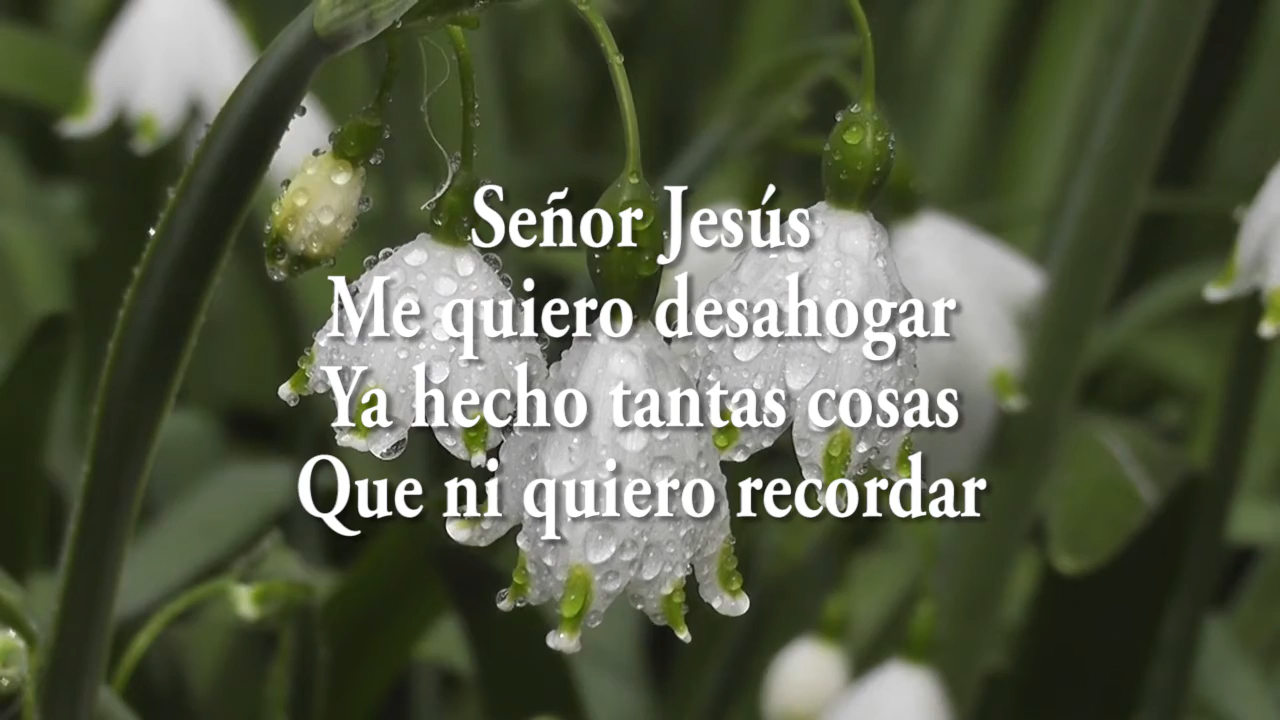 Señor Jesús
Me quiero desahogar
Ya hecho tantas cosas
Que ni quiero recordar